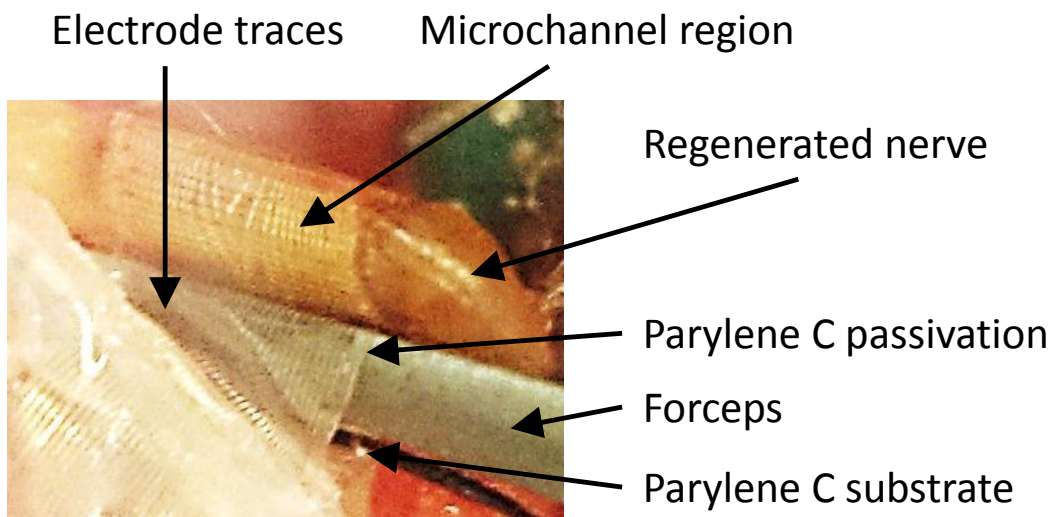 Electrode traces
Microchannel region
Regenerated nerve
Parylene C passivation
Forceps
Parylene C substrate